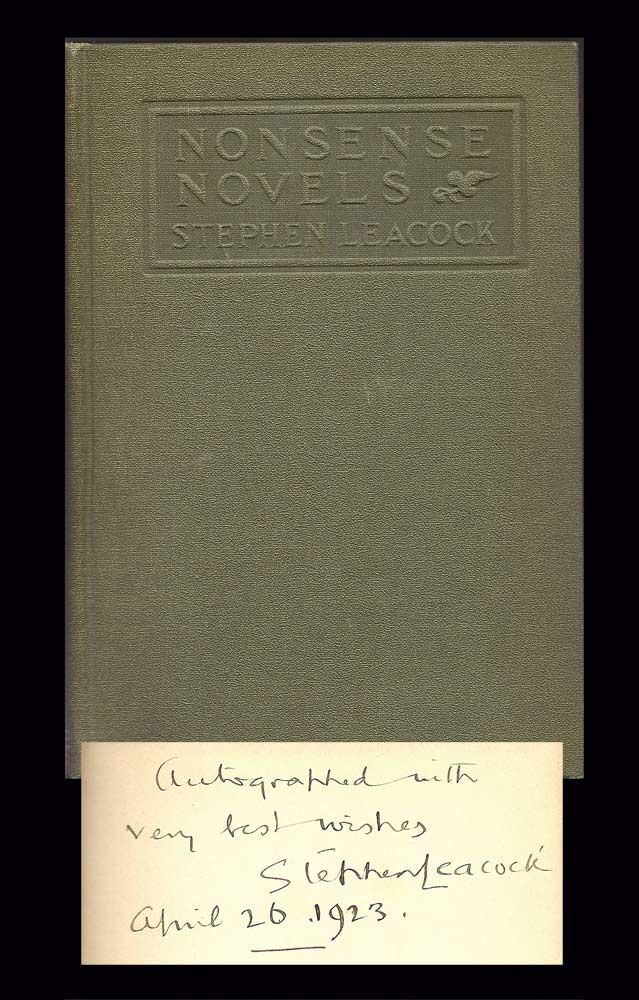 NONSENSE
NOVELS
STEPHEN LEACOCK
Autographed with
very best wishes
Stephen Leacock
April 26 . 1923 .